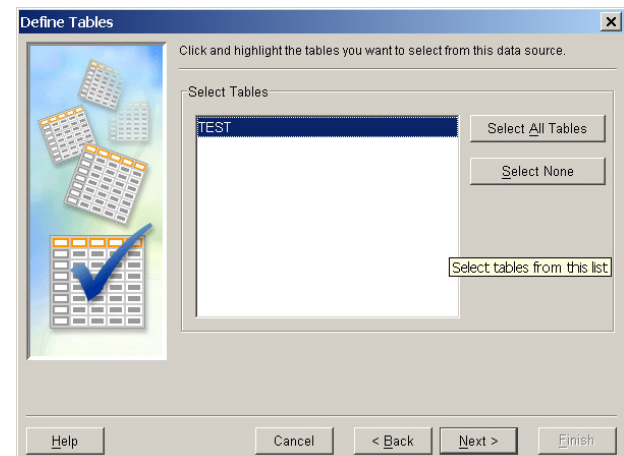 Define Tables
Click and highlight the tables you want to select from this data source.
Select Tables
TEST
Select All Tables
Select None
Select tables from this list
Help
Cancel
< Back
Next >
Finish